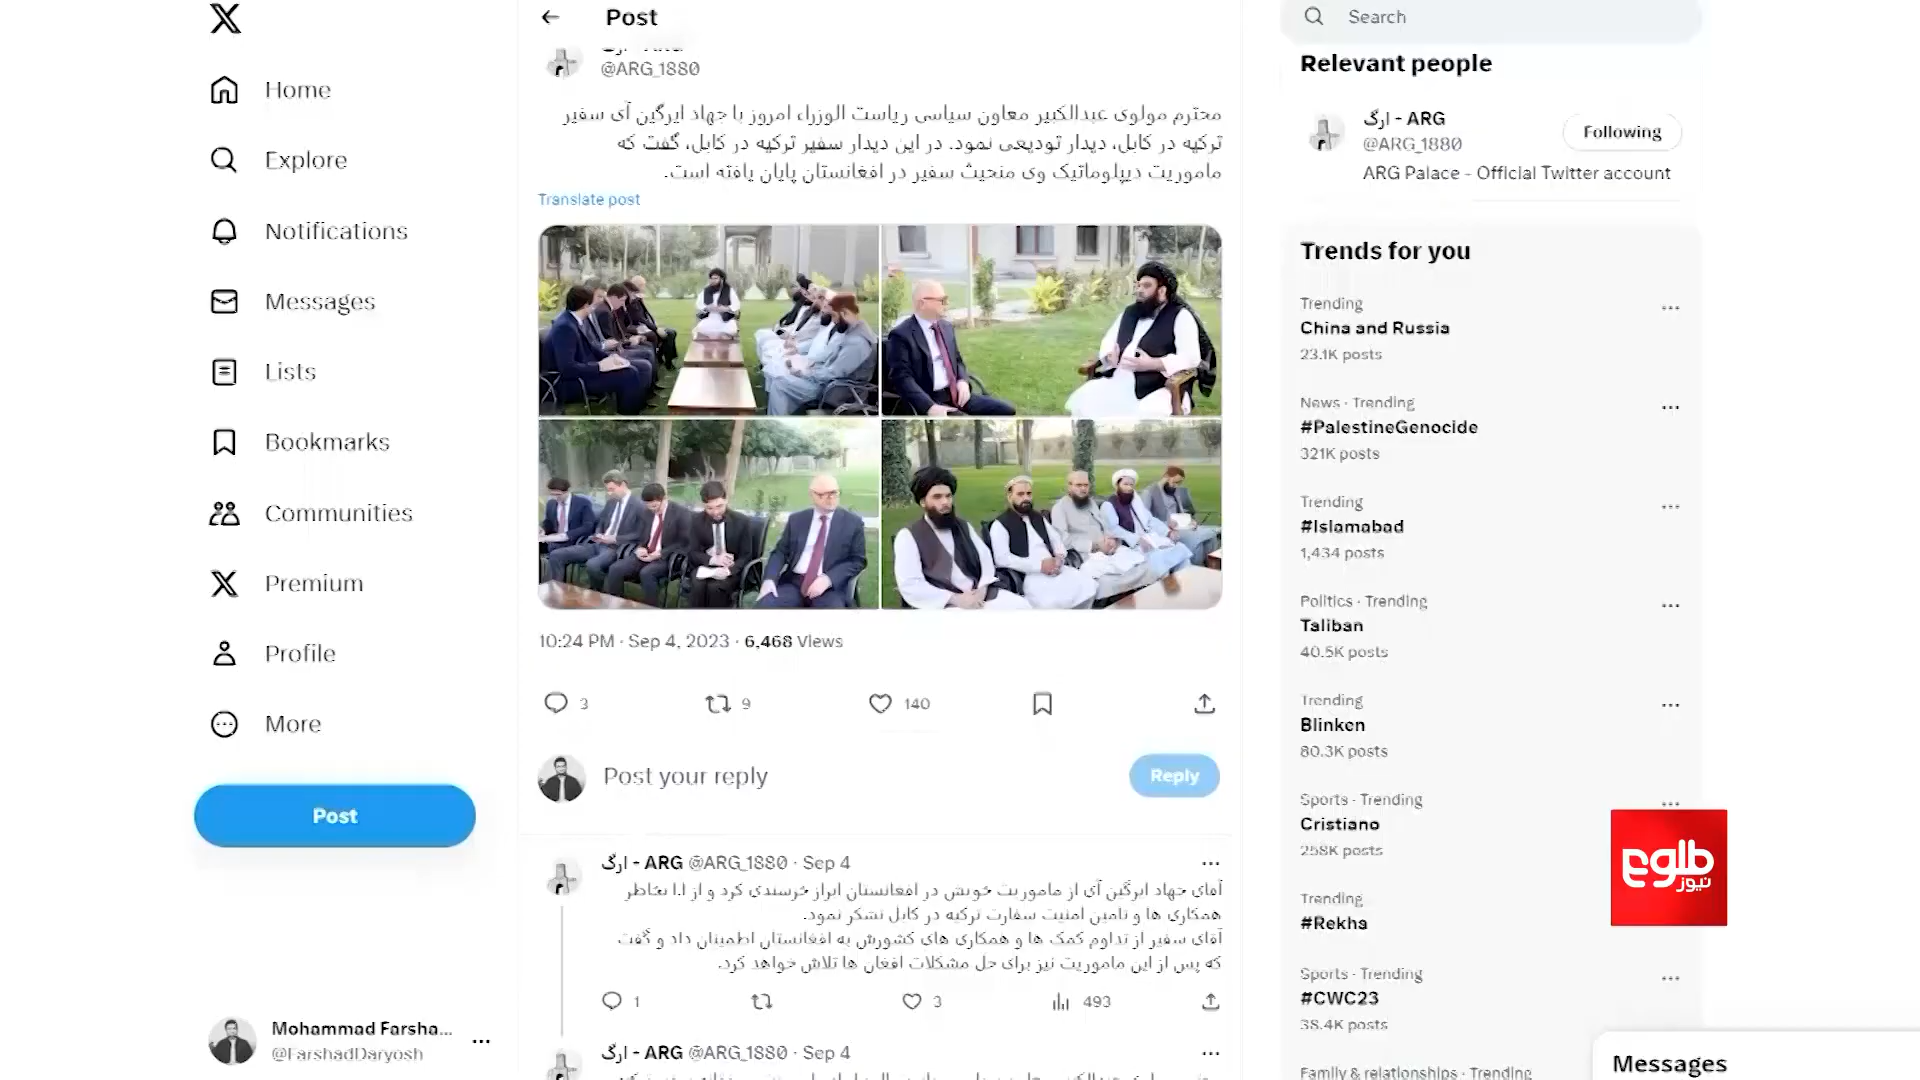 Home
Explore
Notifications
Messages
Lists
Bookmarks
Communities
Premium
Profile
More
Post
Mohammad Farsha...
@FarshadDaryosh
Post
@ARG_1880
محترم مولوی عبدالکبیر معاون سیاسی ریاست الوزراء امروز با جهاد ایرگین آی سفیر
ترکیه در کابل، دیدار تودیعی نمود. در این دیدار سفیر ترکیه در کابل، گفت که
ماموریت دیپلوماتیک وی منحیث سفیر در افغانستان پایان یافته است.
Translate post
10:24 PM · Sep 4, 2023 · 6,468 Views
3
9
140
Post your reply
Reply
ارگ - ARG @ARG_1880 · Sep 4
آقای جهاد ایرگین آی از ماموریت خویش در افغانستان ابراز خرسندی کرد و از ا.ا بخاطر
همکاری ها و تامین امنیت سفارت ترکیه در کابل تشکر نمود.
آقای سفیر از تداوم کمک ها و همکاری های کشورش به افغانستان اطمینان داد و گفت
که پس از این ماموریت نیز برای حل مشکلات افغان ها تلاش خواهد کرد.
1
3
493
ارگ - ARG @ARG_1880 · Sep 4
Search
Relevant people
ارگ - ARG
@ARG_1880
Following
ARG Palace - Official Twitter account
Trends for you
Trending
China and Russia
23.1K posts
News · Trending
#PalestineGenocide
321K posts
Trending
#Islamabad
1,434 posts
Politics · Trending
Taliban
40.5K posts
Trending
Blinken
80.3K posts
Sports · Trending
Cristiano
258K posts
Trending
#Rekha
Sports · Trending
#CWC23
38.4K posts
Family & relationships · Trending
Messages
طلوع
نیوز